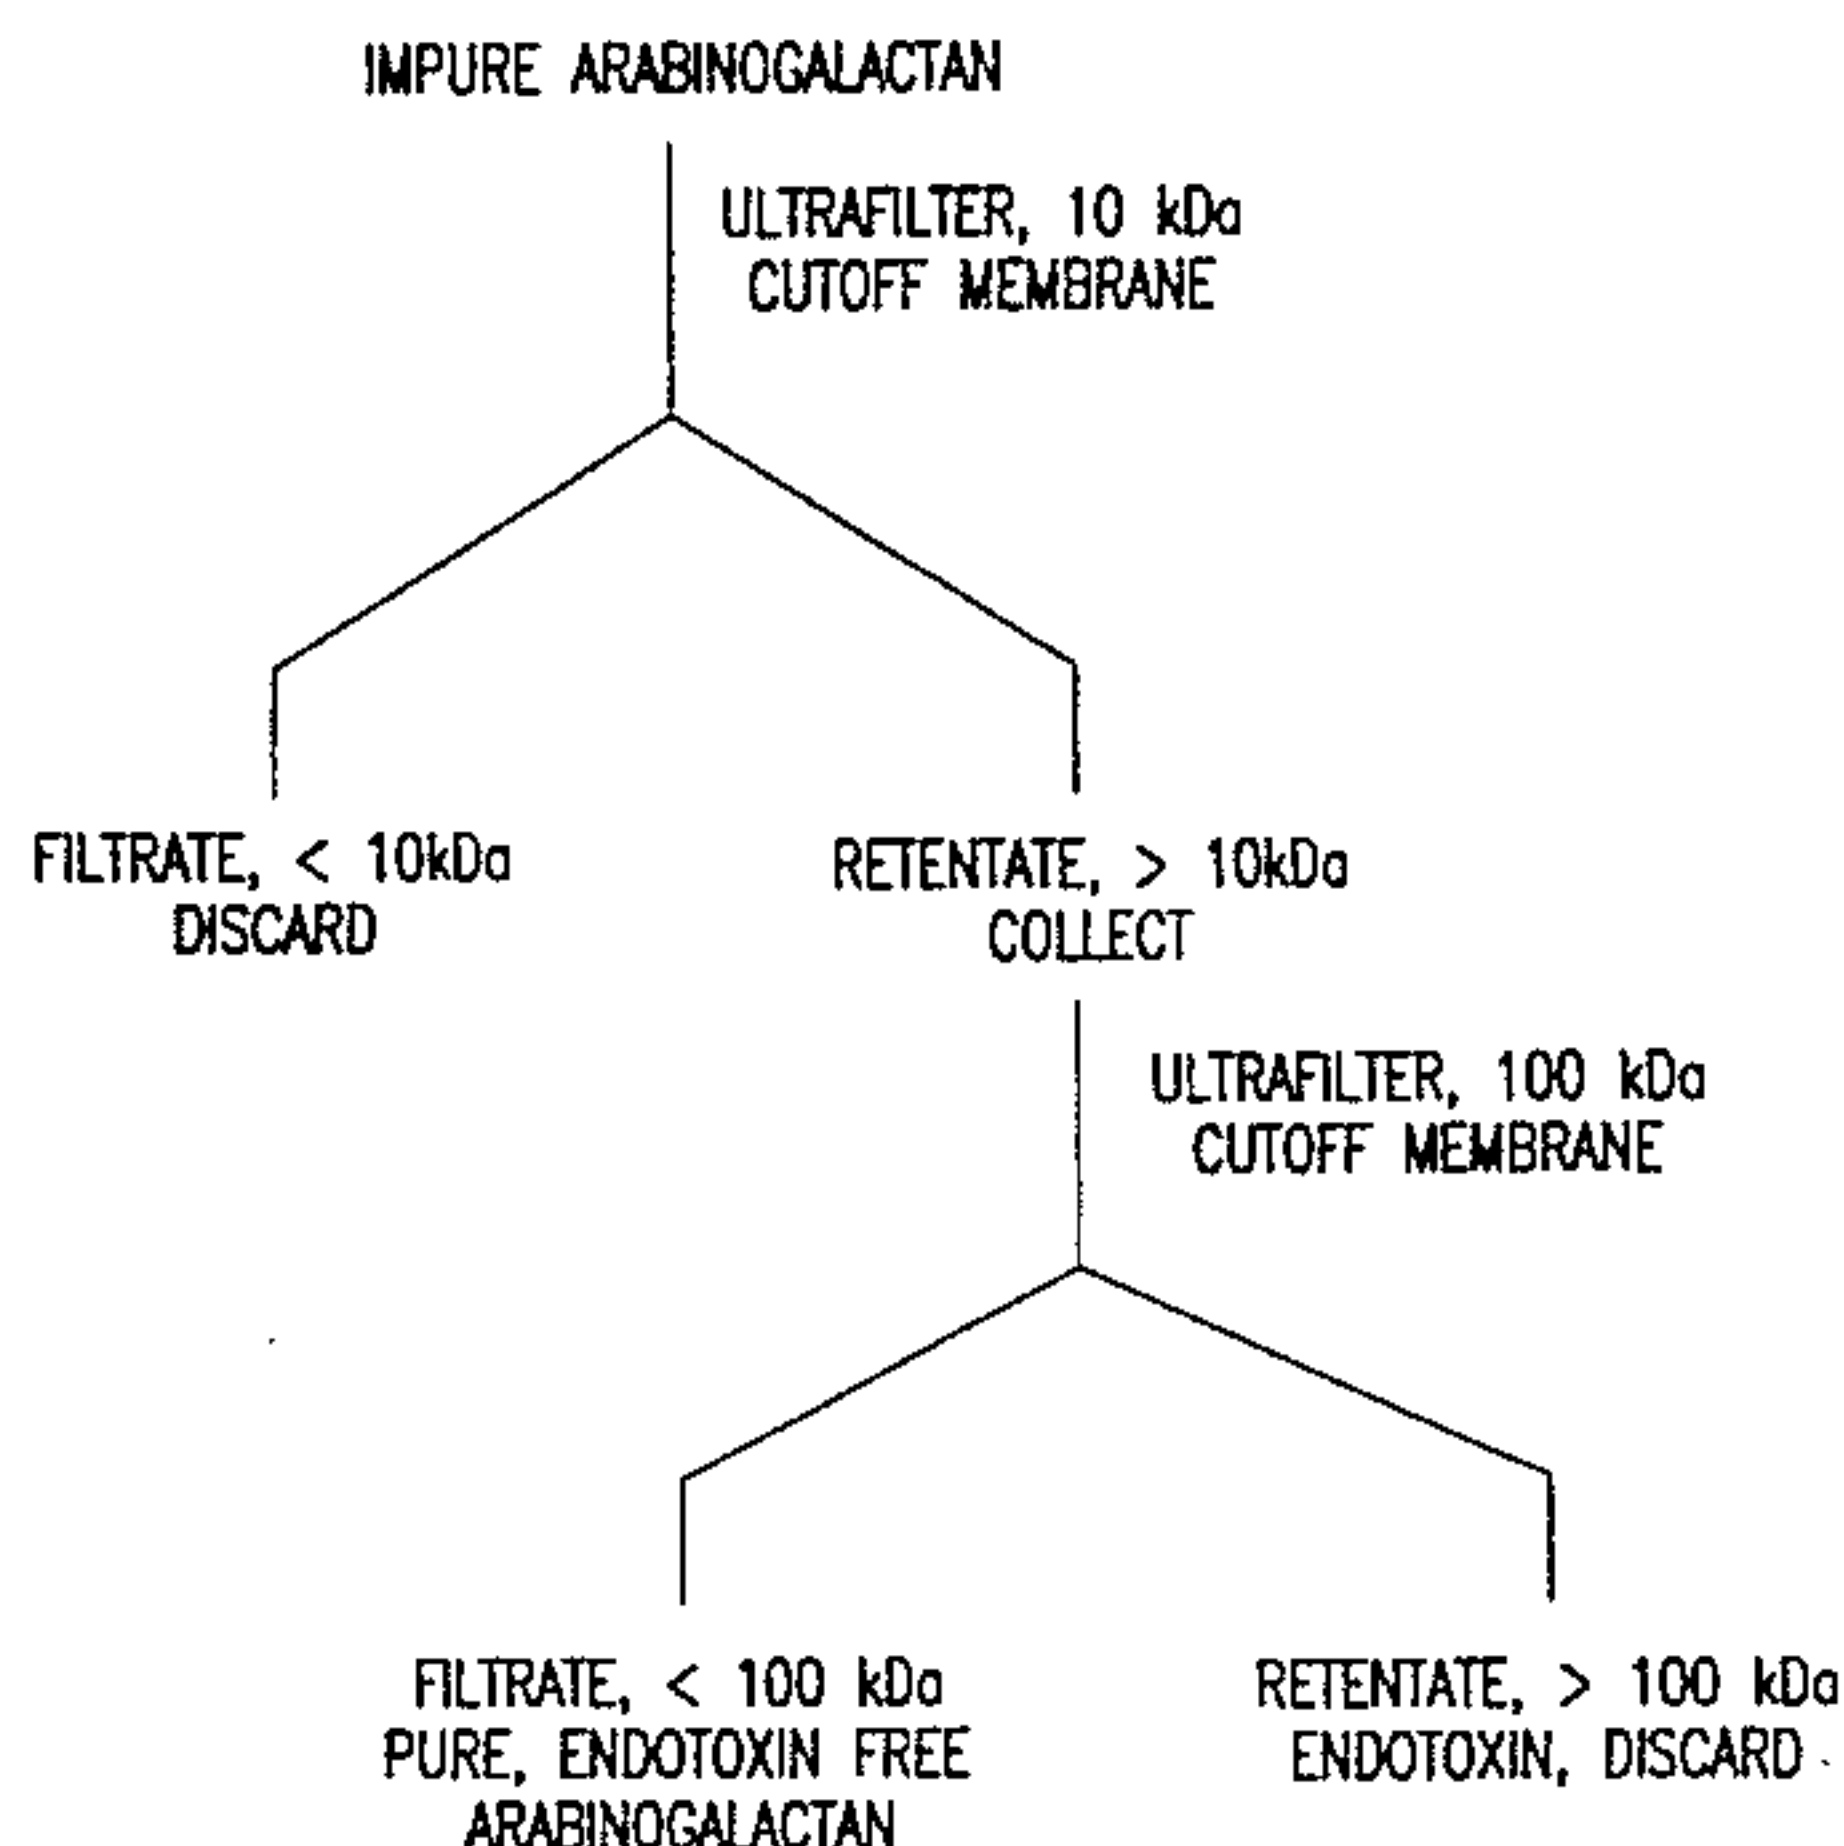 IMPURE ARABINOGALACTAN
ULTRAFILTER, 10 kDa
CUTOFF MEMBRANE
FILTRATE, < 10kDa
DISCARD
RETENTATE, > 10kDa
COLLECT
ULTRAFILTER, 100 kDa
CUTOFF MEMBRANE
FILTRATE, < 100 kDa
PURE, ENDOTOXIN FREE
ARABINOGALACTAN
RETENTATE, > 100 kDa
ENDOTOXIN, DISCARD